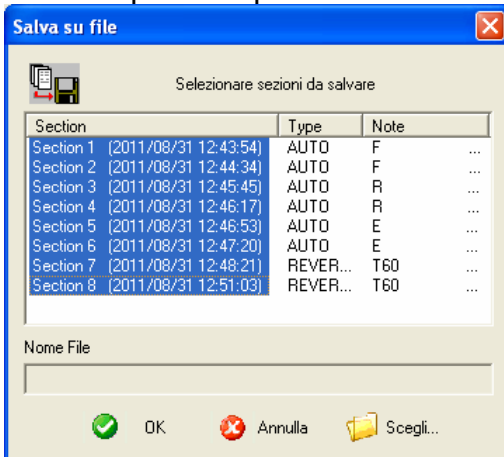 Salva su file
Selezionare sezioni da salvare
Section Type Note
Section 1 (2011/08/31 12:43:54) AUTO F ...
Section 2 (2011/08/31 12:44:34) AUTO F ...
Section 3 (2011/08/31 12:45:45) AUTO R ...
Section 4 (2011/08/31 12:46:17) AUTO R ...
Section 5 (2011/08/31 12:46:53) AUTO E ...
Section 6 (2011/08/31 12:47:20) AUTO E ...
Section 7 (2011/08/31 12:48:21) REVER... T60 ...
Section 8 (2011/08/31 12:51:03) REVER... T60 ...
Nome File
OK Annulla Scegli...